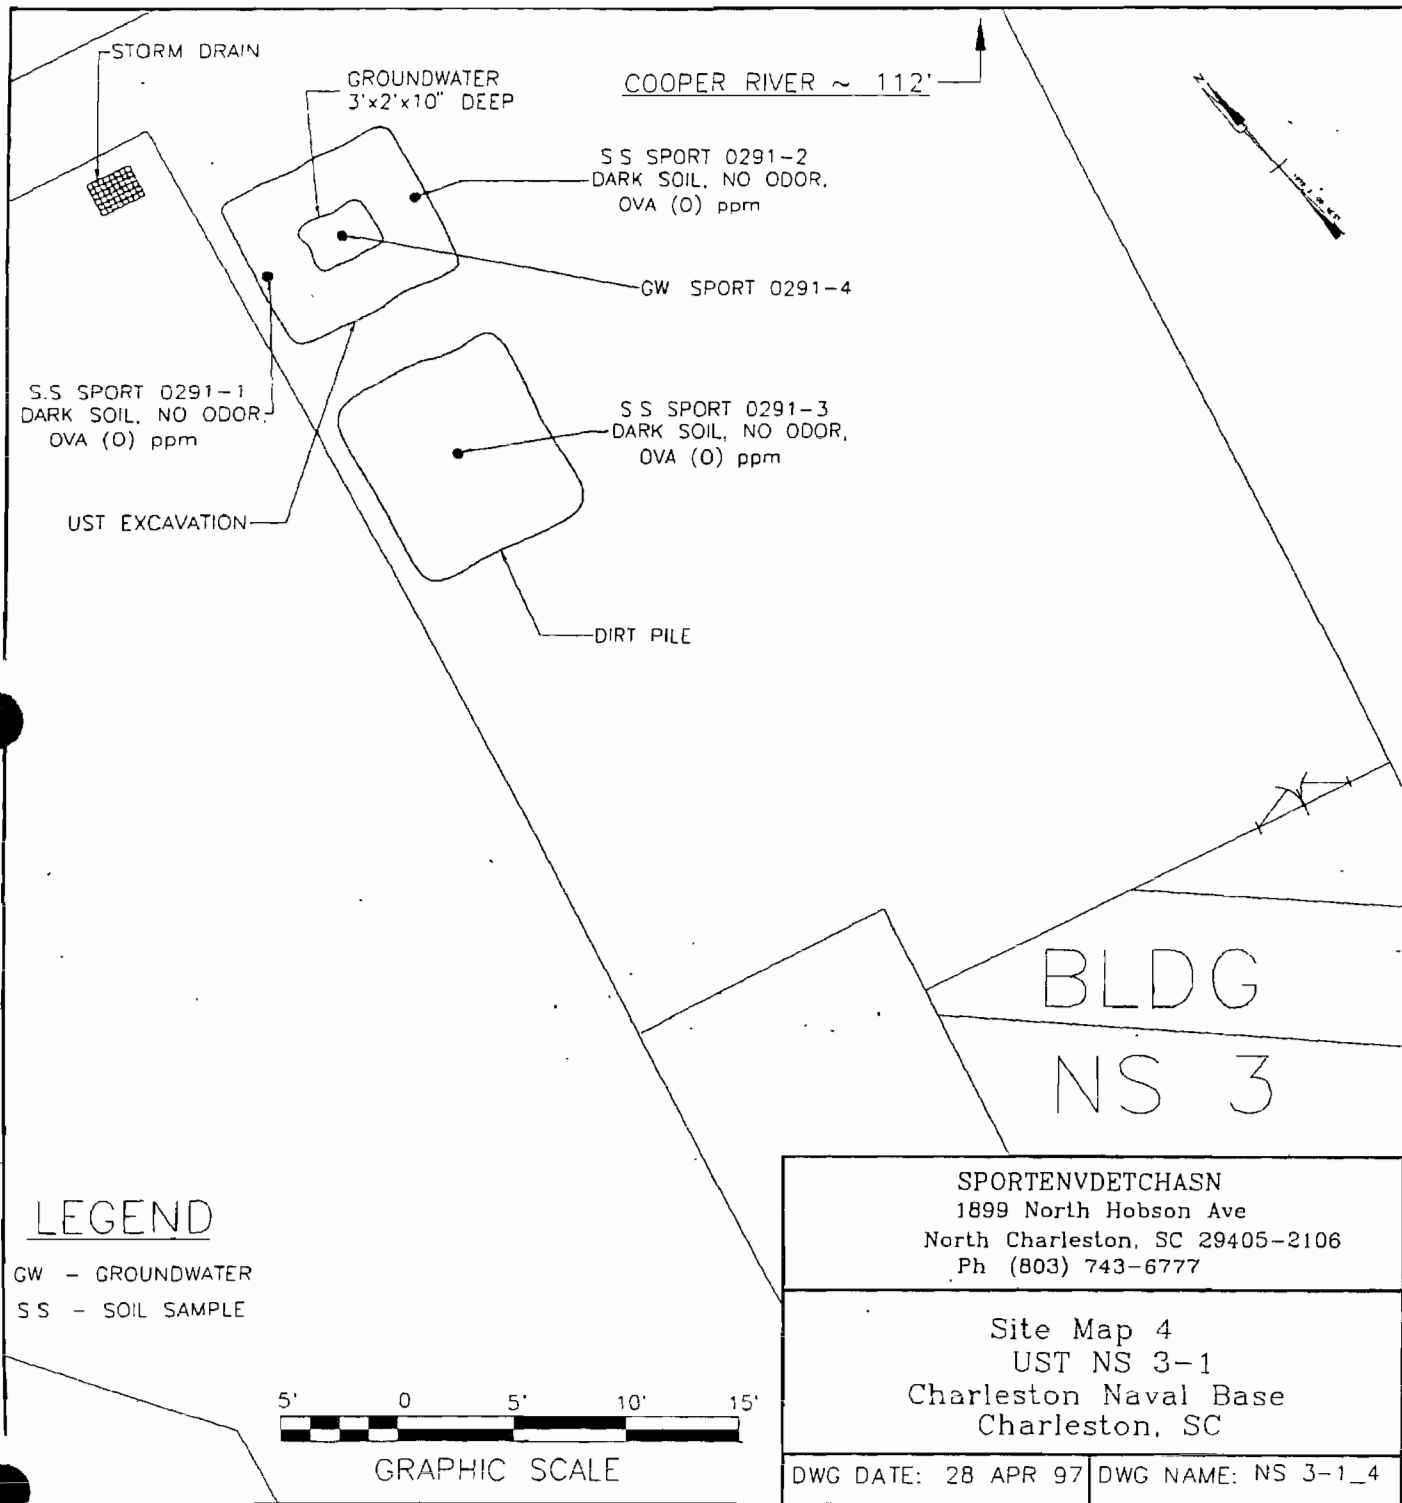 STORM DRAIN
GROUNDWATER
3'x2'x10" DEEP
COOPER RIVER ~ 112'
S S SPORT 0291-2
DARK SOIL, NO ODOR,
OVA (0) ppm
GW SPORT 0291-4
S.S SPORT 0291-1
DARK SOIL, NO ODOR,
OVA (0) ppm
S S SPORT 0291-3
DARK SOIL, NO ODOR,
OVA (0) ppm
UST EXCAVATION
DIRT PILE
BLDG
NS 3
LEGEND
GW - GROUNDWATER
S S - SOIL SAMPLE
5' 0 5' 10' 15'
GRAPHIC SCALE
SPORTENVDETCHASN
1899 North Hobson Ave
North Charleston, SC 29405-2106
Ph (803) 743-6777
Site Map 4
UST NS 3-1
Charleston Naval Base
Charleston, SC
DWG DATE: 28 APR 97
DWG NAME: NS 3-1_4